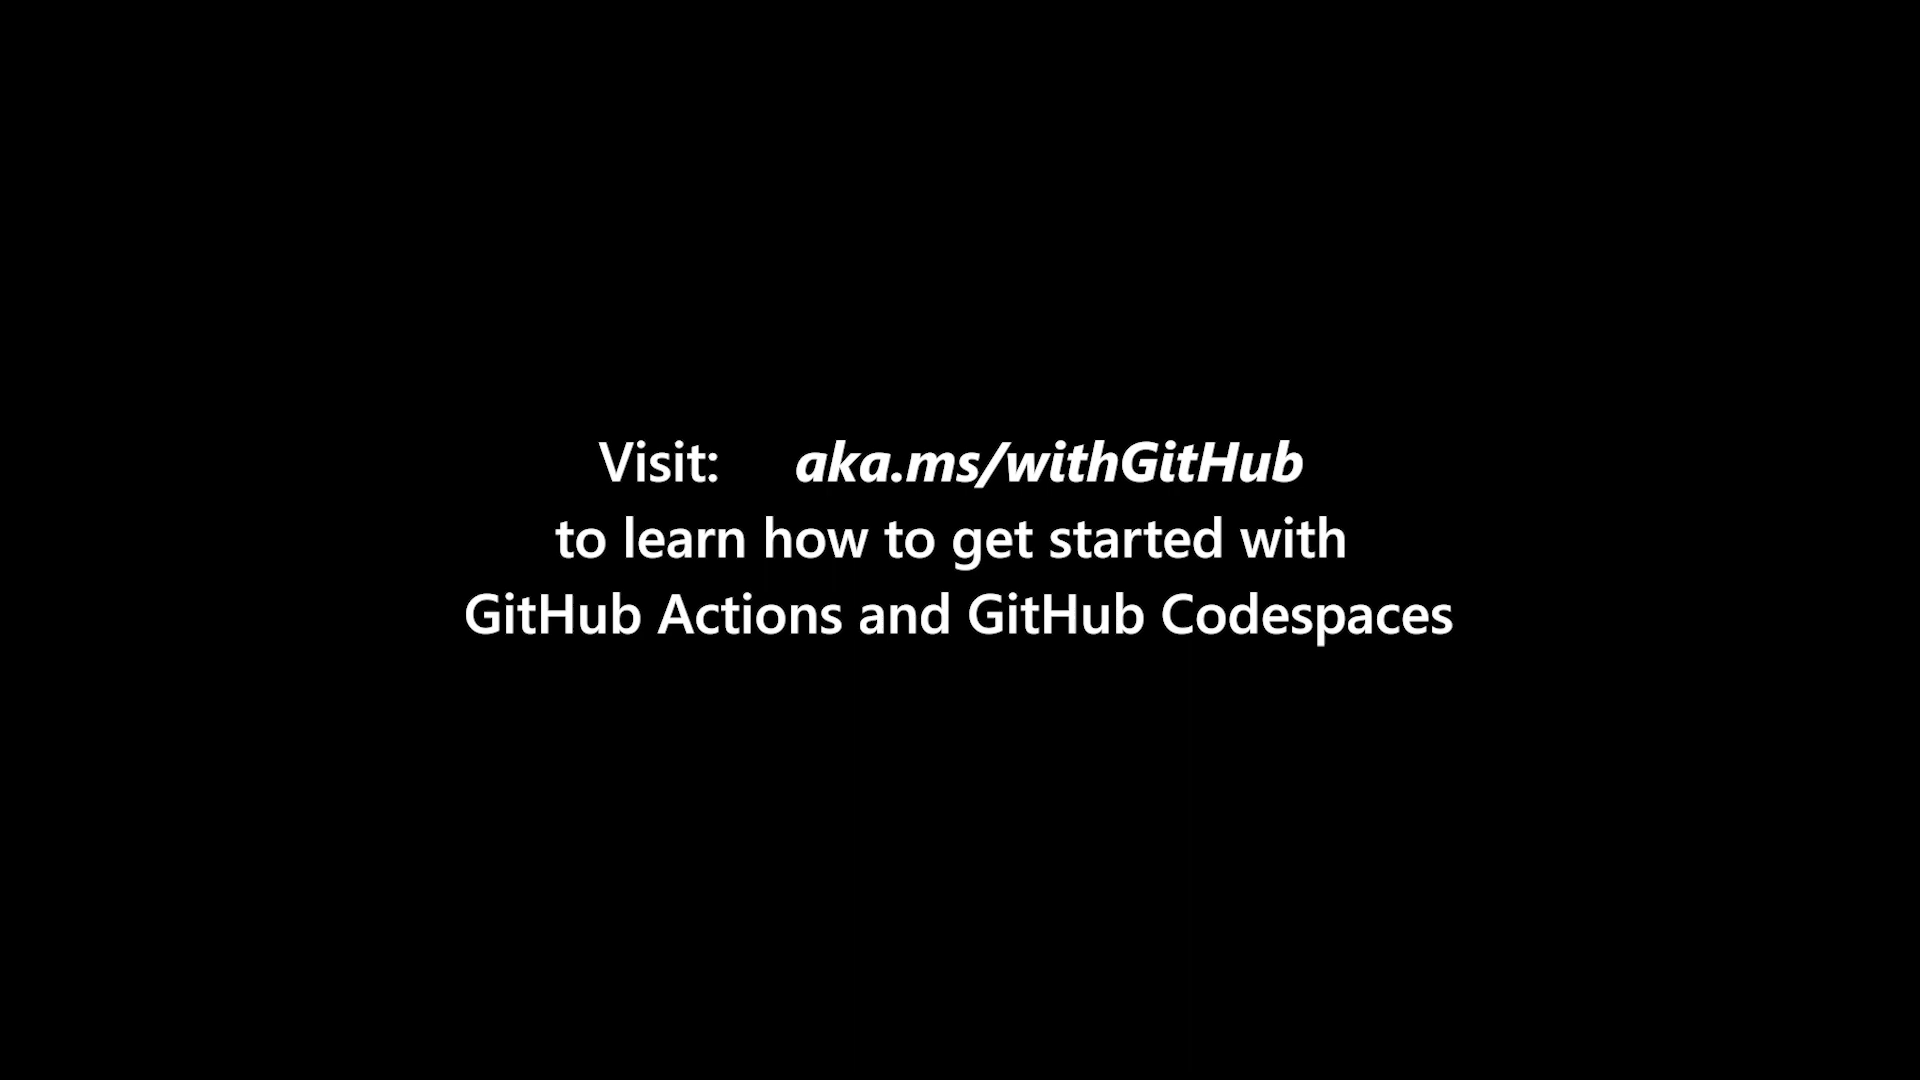 Visit: aka.ms/withGitHub
to learn how to get started with
GitHub Actions and GitHub Codespaces